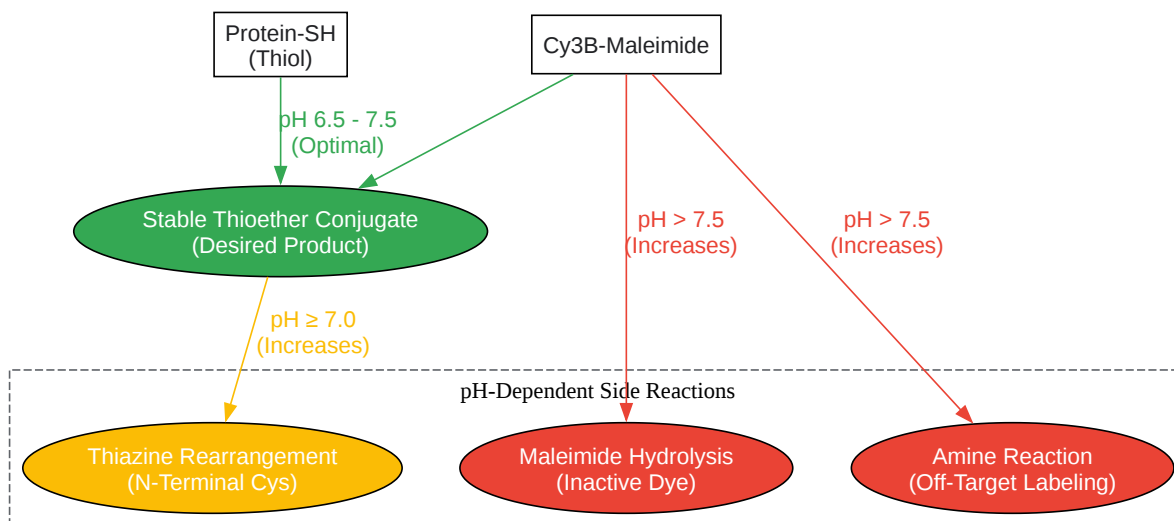 Protein-SH
(Thiol)
Cy3B-Maleimide
pH 6.5 - 7.5
(Optimal)
Stable Thioether Conjugate
(Desired Product)
pH > 7.5
(Increases)
pH > 7.5
(Increases)
pH ≥ 7.0
(Increases)
pH-Dependent Side Reactions
Thiazine Rearrangement
(N-Terminal Cys)
Maleimide Hydrolysis
(Inactive Dye)
Amine Reaction
(Off-Target Labeling)